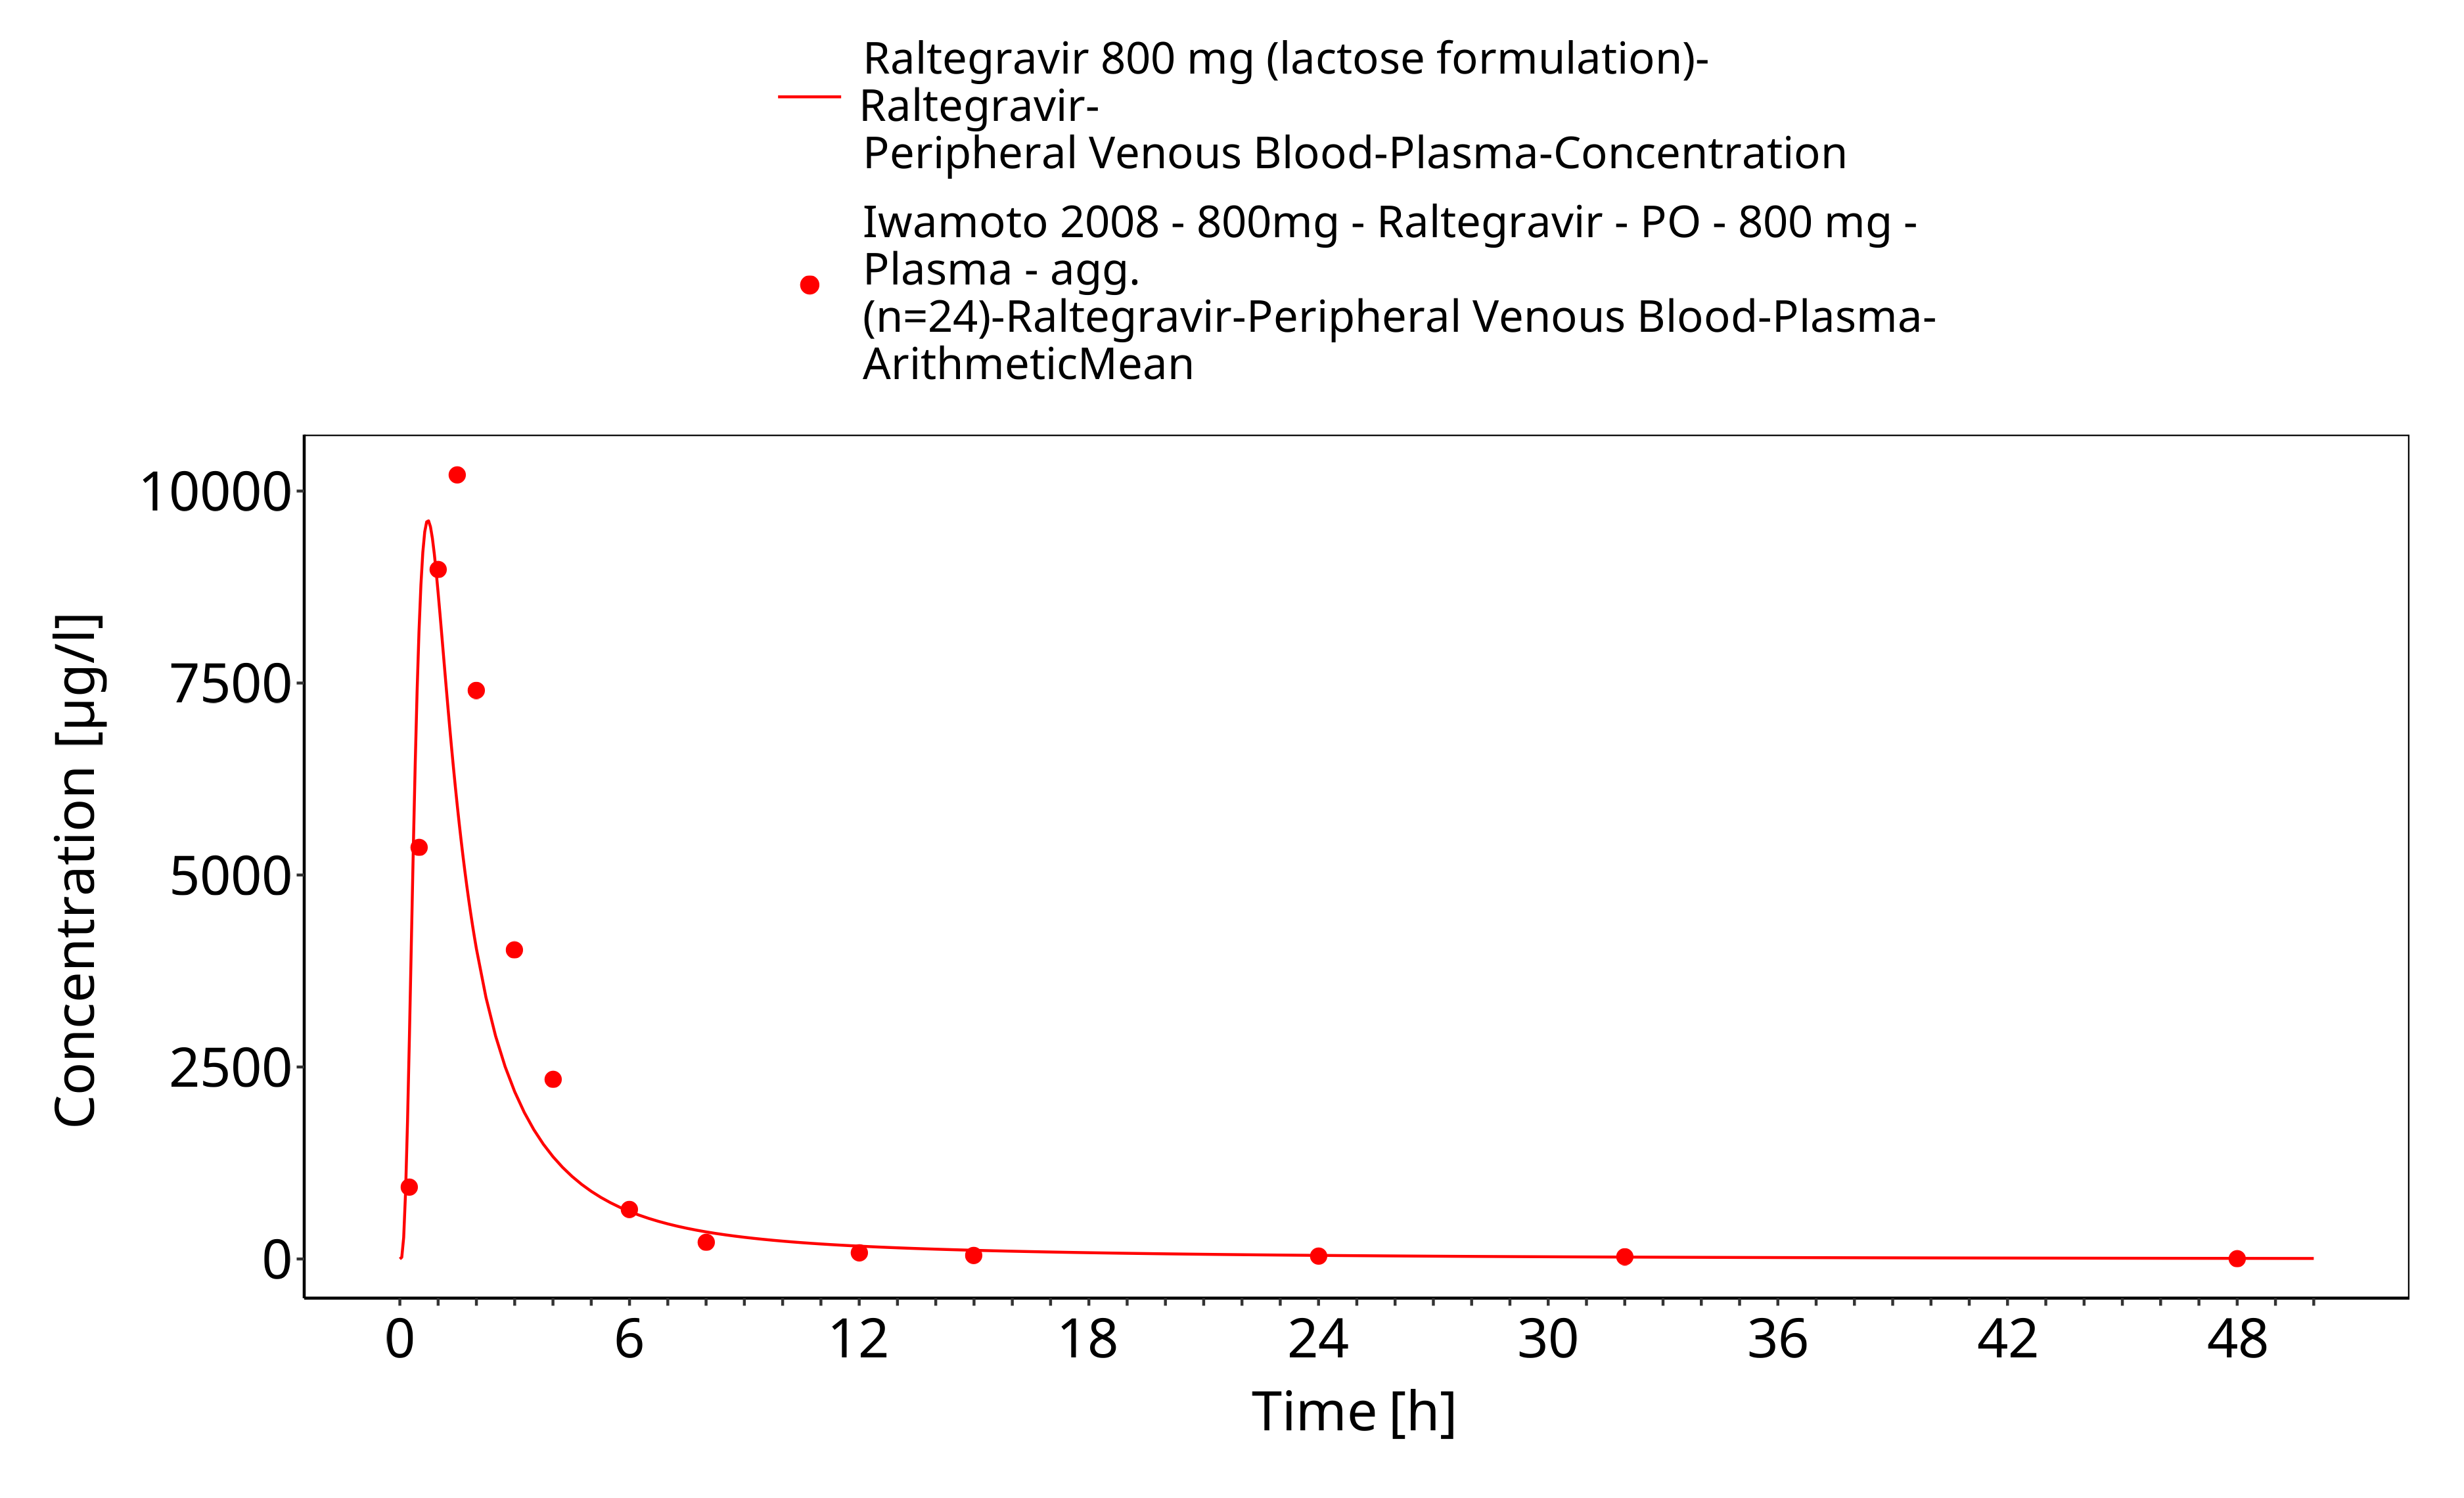 Raltegravir 800 mg (lactose formulation)-
Raltegravir-
Peripheral Venous Blood-Plasma-Concentration
Iwamoto 2008 - 800mg - Raltegravir - PO - 800 mg -
Plasma - agg.
(n=24)-Raltegravir-Peripheral Venous Blood-Plasma-
ArithmeticMean
Concentration [µg/l]
10000
7500
5000
2500
0
0 6 12 18 24 30 36 42 48
Time [h]